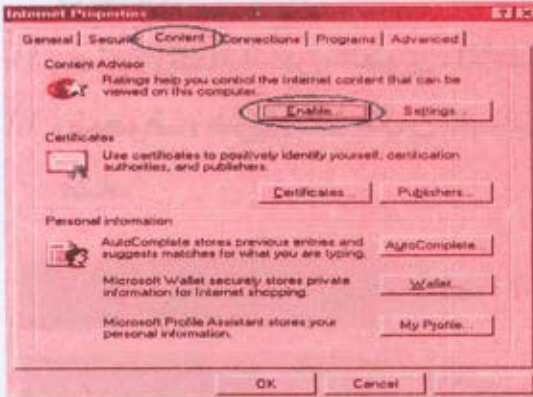 Internet Properties
General Security Content Connections Programs Advanced
Content Advisor
Ratings help you control the Internet content that can be
viewed on this computer.
Enable... Settings...
Certificates
Use certificates to positively identify yourself, certification
authorities, and publishers.
Certificates... Publishers...
Personal information
AutoComplete stores previous entries and
suggests matches for what you are typing.
AutoComplete...
Microsoft Wallet securely stores private
information for Internet shopping.
Wallet...
Microsoft Profile Assistant stores your
personal information.
My Profile...
OK Cancel